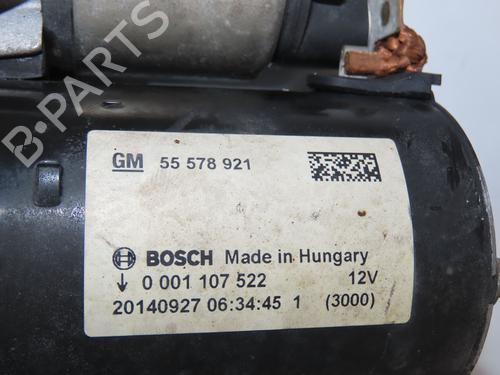 GM 55 578 921
BOSCH Made in Hungary
↓ 0 001 107 522 12V
20140927 06:34:45 1 (3000)
B-PARTS